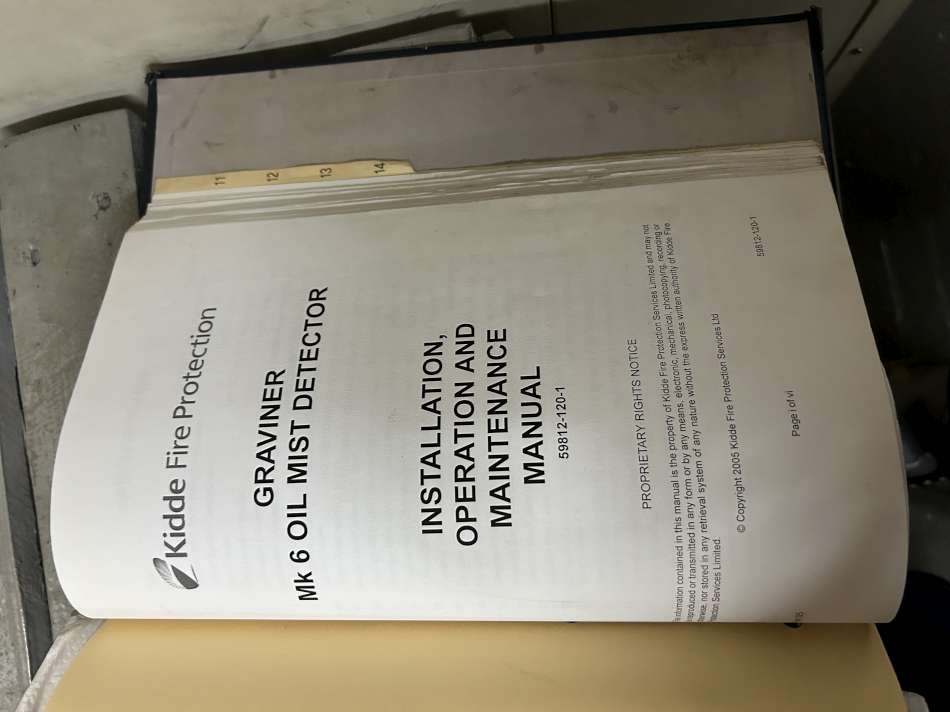 11
12
13
14
Kidde Fire Protection
GRAVINER
Mk 6 OIL MIST DETECTOR
INSTALLATION,
OPERATION AND
MAINTENANCE
MANUAL
59812-120-1
PROPRIETARY RIGHTS NOTICE
information contained in this manual is the property of Kidde Fire Protection Services Limited and may not
reproduced or transmitted in any form or by any means, electronic, mechanical, photocopying, recording or
nor stored in any retrieval system of any nature without the express written authority of Kidde Fire
Services Limited.
© Copyright 2005 Kidde Fire Protection Services Ltd
Page i of vi
59812-120-1